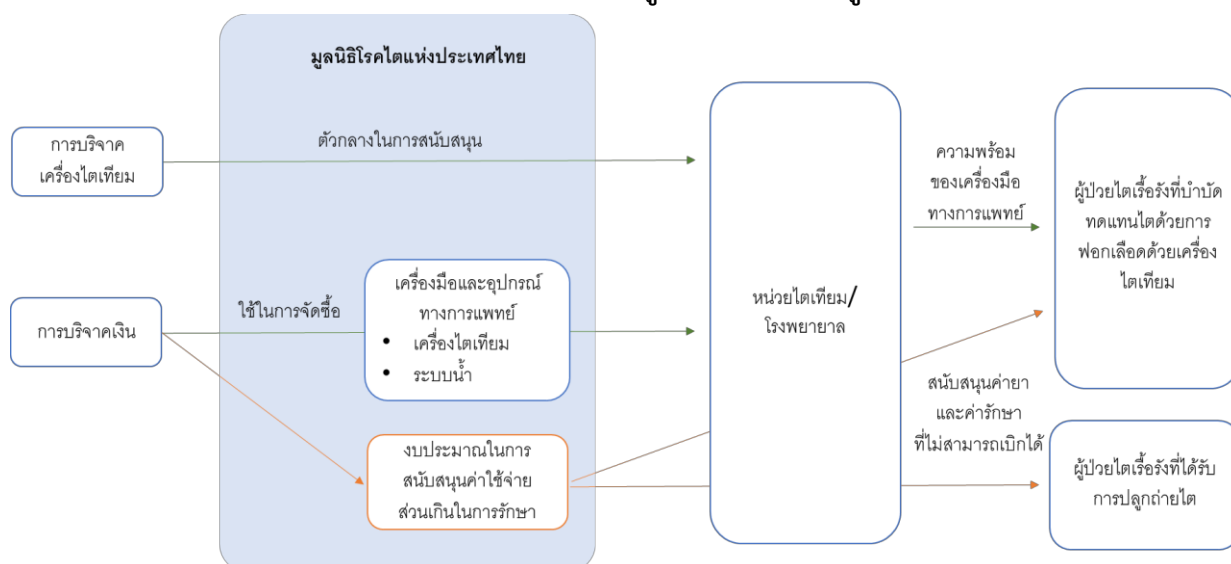 มูลนิธิโรคไตแห่งประเทศไทย
การบริจาค
เครื่องไตเทียม
ตัวกลางในการสนับสนุน
ความพร้อม
ของเครื่องมือ
ทางการแพทย์
ผู้ป่วยไตเรื้อรังที่บำบัด
ทดแทนไตด้วยการ
ฟอกเลือดด้วยเครื่อง
ไตเทียม
การบริจาคเงิน
ใช้ในการจัดซื้อ
เครื่องมือและอุปกรณ์
ทางการแพทย์
• เครื่องไตเทียม
• ระบบน้ำ
หน่วยไตเทียม/
โรงพยายาล
สนับสนุนค่ายา
และค่ารักษา
ที่ไม่สามารถเบิกได้
งบประมาณในการ
สนับสนุนค่าใช้จ่าย
ส่วนเกินในการรักษา
ผู้ป่วยไตเรื้อรังที่ได้รับ
การปลูกถ่ายไต